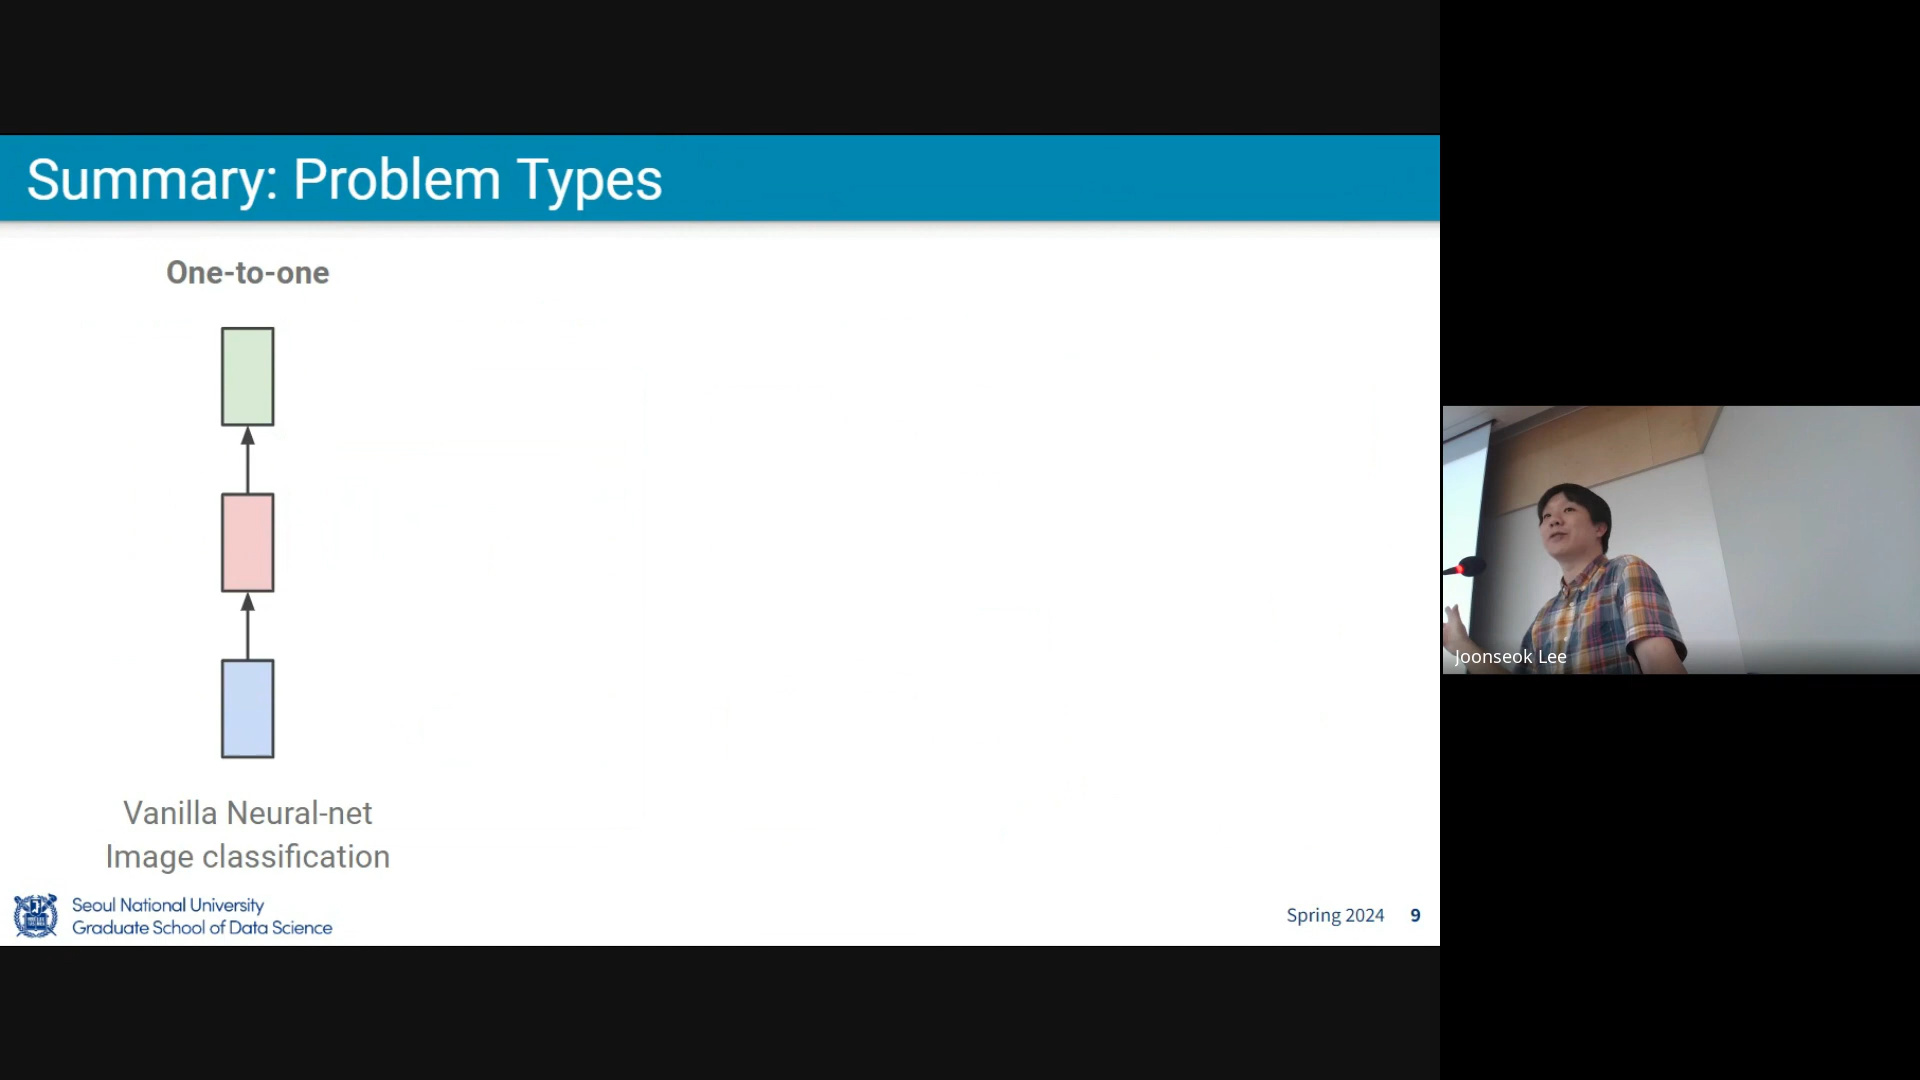 Summary: Problem Types
One-to-one
Vanilla Neural-net
Image classification
Seoul National University
Graduate School of Data Science
Spring 2024 9
Joonseok Lee